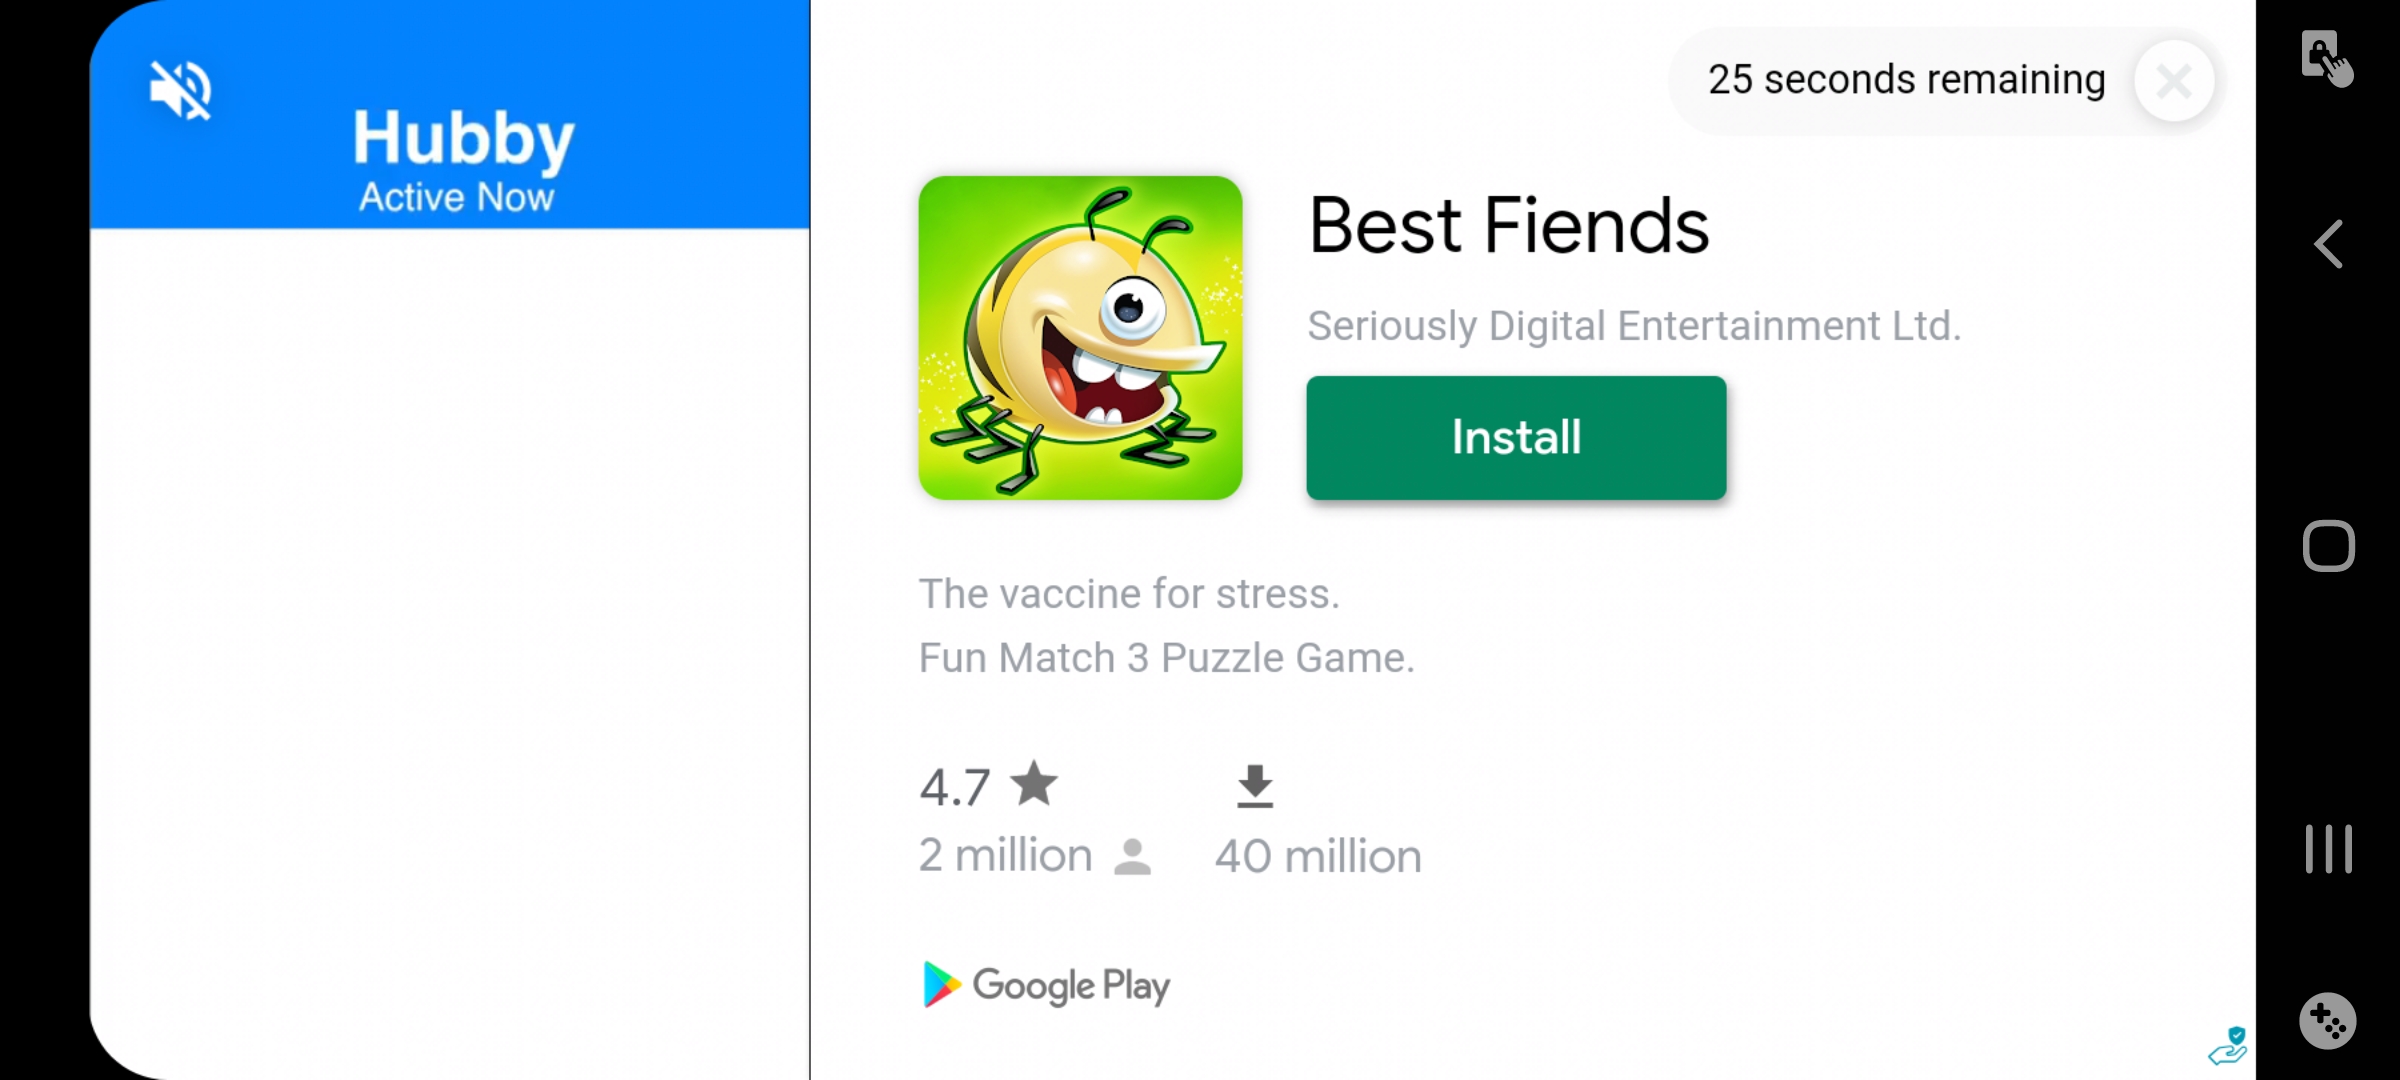 Hubby
Active Now
25 seconds remaining
Best Fiends
Seriously Digital Entertainment Ltd.
Install
The vaccine for stress.
Fun Match 3 Puzzle Game.
4.7
2 million
40 million
Google Play